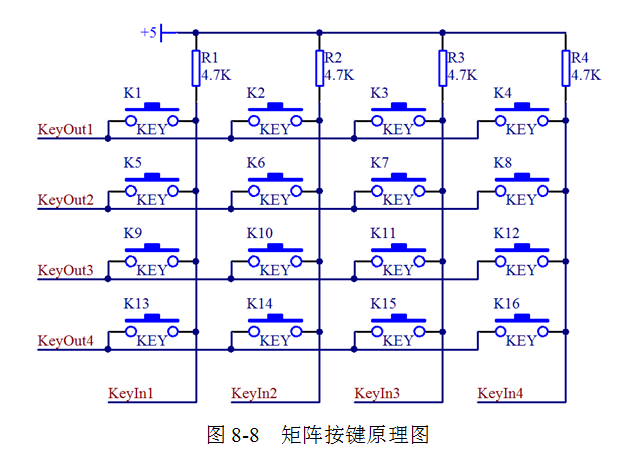 +5
R1 R2 R3 R4
4.7K 4.7K 4.7K 4.7K
K1 K2 K3 K4
KeyOut1 KEY KEY KEY KEY
K5 K6 K7 K8
KeyOut2 KEY KEY KEY KEY
K9 K10 K11 K12
KeyOut3 KEY KEY KEY KEY
K13 K14 K15 K16
KeyOut4 KEY KEY KEY KEY
KeyIn1 KeyIn2 KeyIn3 KeyIn4
图 8-8 矩阵按键原理图